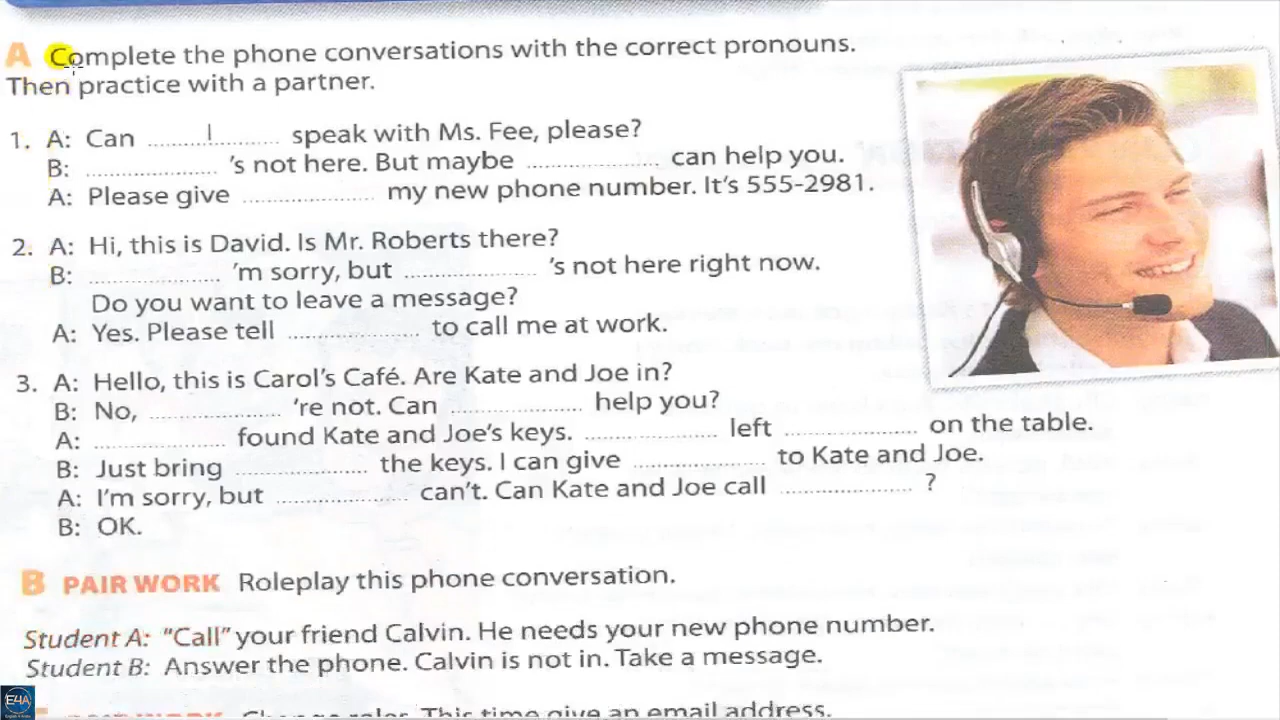 A Complete the phone conversations with the correct pronouns.
Then practice with a partner.
1. A: Can ........I........ speak with Ms. Fee, please?
B: ................ 's not here. But maybe ................ can help you.
A: Please give ................ my new phone number. It's 555-2981.
2. A: Hi, this is David. Is Mr. Roberts there?
B: ................ 'm sorry, but ................ 's not here right now.
Do you want to leave a message?
A: Yes. Please tell ................ to call me at work.
3. A: Hello, this is Carol's Café. Are Kate and Joe in?
B: No, ................ 're not. Can ................ help you?
A: ................ found Kate and Joe's keys. ................ left ................ on the table.
B: Just bring ................ the keys. I can give ................ to Kate and Joe.
A: I'm sorry, but ................ can't. Can Kate and Joe call ................ ?
B: OK.
B PAIR WORK Roleplay this phone conversation.
Student A: "Call" your friend Calvin. He needs your new phone number.
Student B: Answer the phone. Calvin is not in. Take a message.
E4A
This time give an email address.